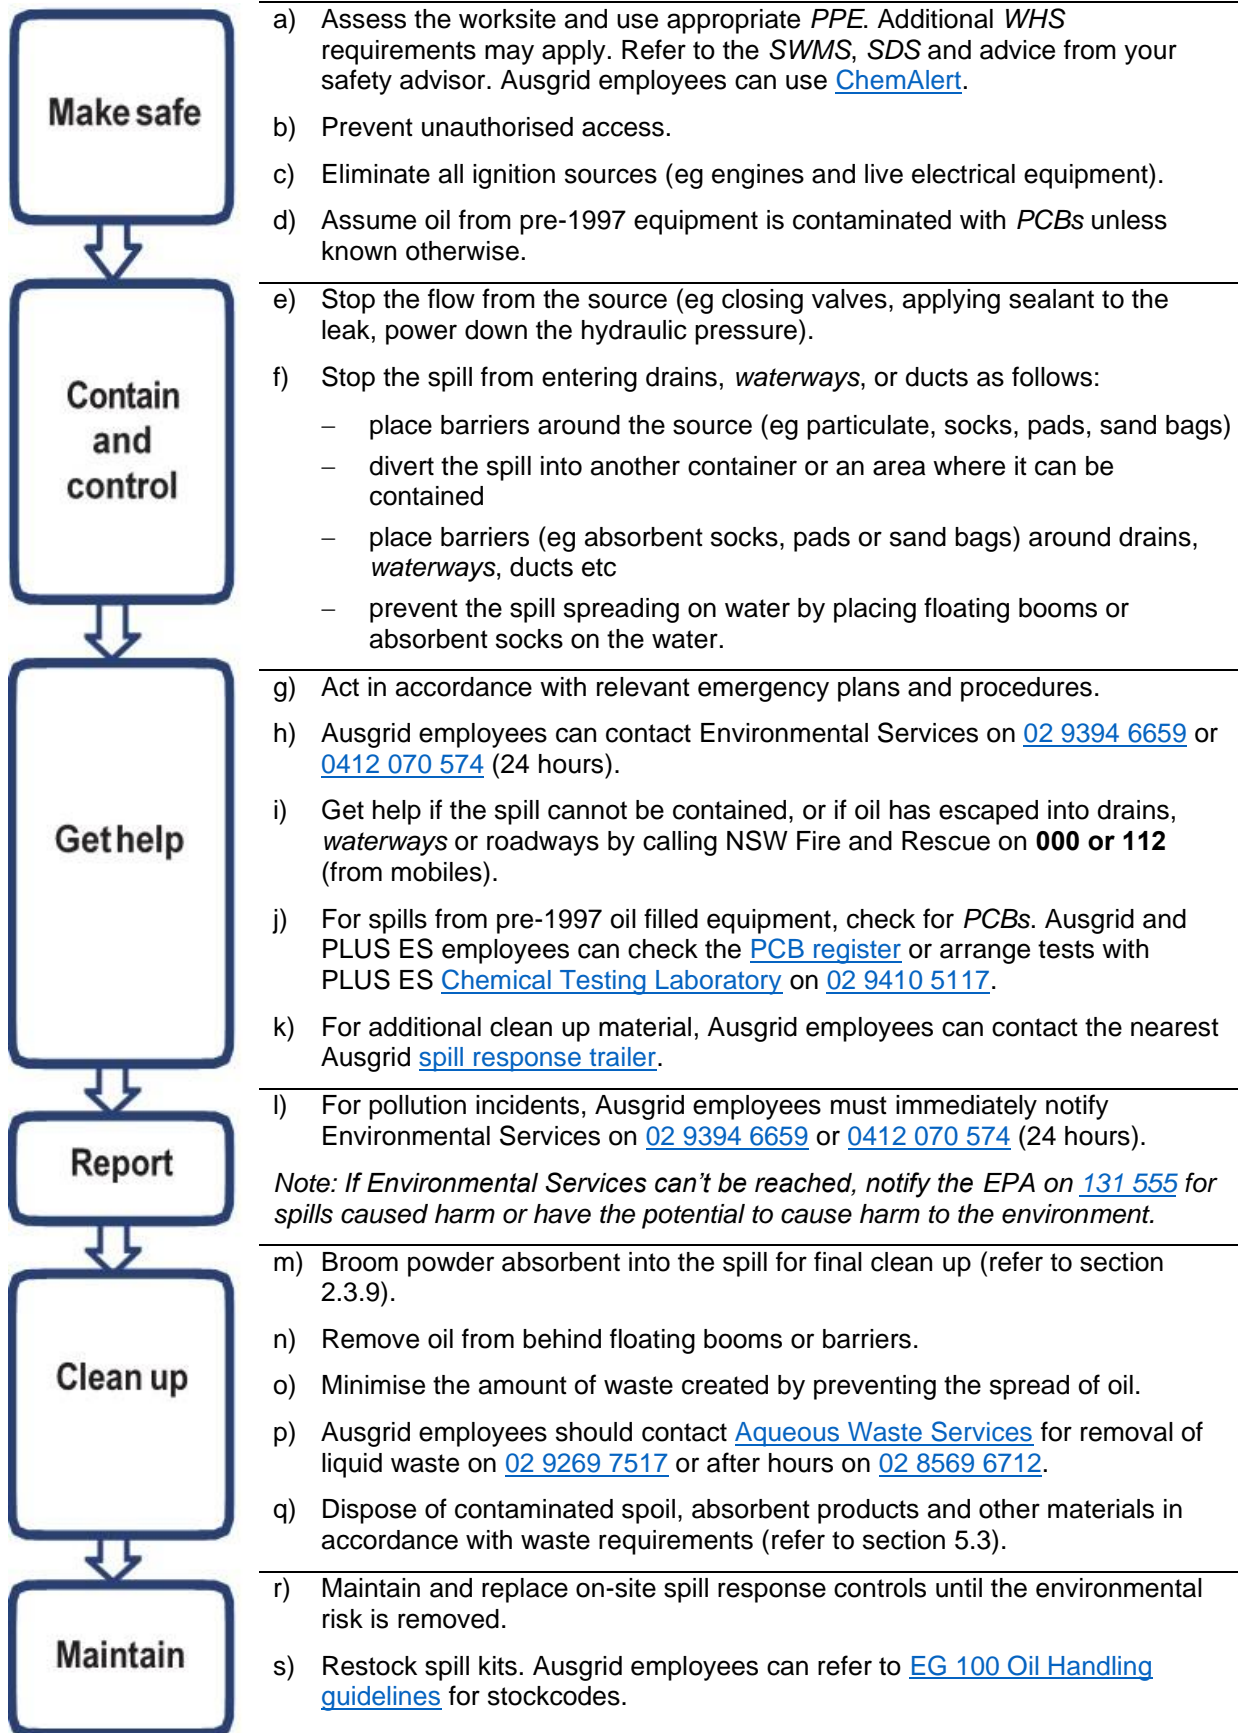 Make safe
a) Assess the worksite and use appropriate PPE. Additional WHS
requirements may apply. Refer to the SWMS, SDS and advice from your
safety advisor. Ausgrid employees can use ChemAlert.
b) Prevent unauthorised access.
c) Eliminate all ignition sources (eg engines and live electrical equipment).
d) Assume oil from pre-1997 equipment is contaminated with PCBs unless
known otherwise.
Contain
and
control
e) Stop the flow from the source (eg closing valves, applying sealant to the
leak, power down the hydraulic pressure).
f) Stop the spill from entering drains, waterways, or ducts as follows:
– place barriers around the source (eg particulate, socks, pads, sand bags)
– divert the spill into another container or an area where it can be
contained
– place barriers (eg absorbent socks, pads or sand bags) around drains,
waterways, ducts etc
– prevent the spill spreading on water by placing floating booms or
absorbent socks on the water.
Get help
g) Act in accordance with relevant emergency plans and procedures.
h) Ausgrid employees can contact Environmental Services on 02 9394 6659 or
0412 070 574 (24 hours).
i) Get help if the spill cannot be contained, or if oil has escaped into drains,
waterways or roadways by calling NSW Fire and Rescue on 000 or 112
(from mobiles).
j) For spills from pre-1997 oil filled equipment, check for PCBs. Ausgrid and
PLUS ES employees can check the PCB register or arrange tests with
PLUS ES Chemical Testing Laboratory on 02 9410 5117.
k) For additional clean up material, Ausgrid employees can contact the nearest
Ausgrid spill response trailer.
Report
l) For pollution incidents, Ausgrid employees must immediately notify
Environmental Services on 02 9394 6659 or 0412 070 574 (24 hours).
Note: If Environmental Services can’t be reached, notify the EPA on 131 555 for
spills caused harm or have the potential to cause harm to the environment.
Clean up
m) Broom powder absorbent into the spill for final clean up (refer to section
2.3.9).
n) Remove oil from behind floating booms or barriers.
o) Minimise the amount of waste created by preventing the spread of oil.
p) Ausgrid employees should contact Aqueous Waste Services for removal of
liquid waste on 02 9269 7517 or after hours on 02 8569 6712.
q) Dispose of contaminated spoil, absorbent products and other materials in
accordance with waste requirements (refer to section 5.3).
Maintain
r) Maintain and replace on-site spill response controls until the environmental
risk is removed.
s) Restock spill kits. Ausgrid employees can refer to EG 100 Oil Handling
guidelines for stockcodes.